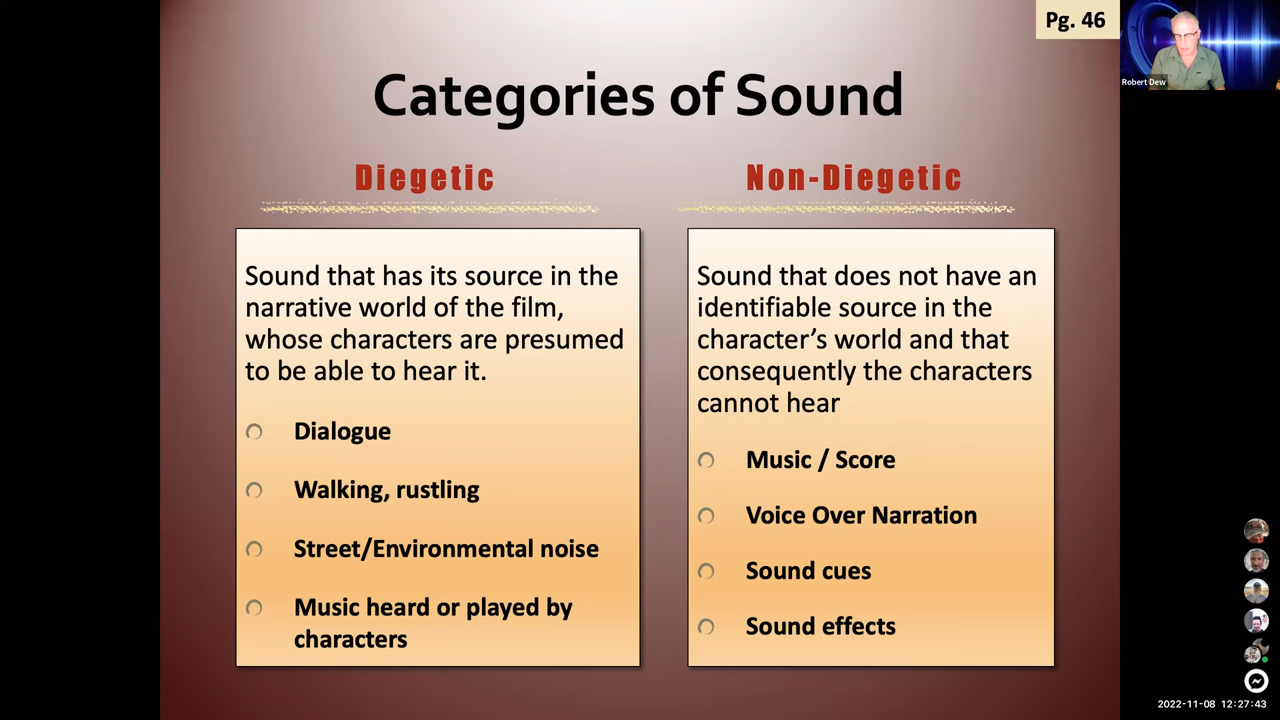 Pg. 46
Robert Dew
Categories of Sound
Diegetic
Sound that has its source in the
narrative world of the film,
whose characters are presumed
to be able to hear it.
Dialogue
Walking, rustling
Street/Environmental noise
Music heard or played by
characters
Non-Diegetic
Sound that does not have an
identifiable source in the
character’s world and that
consequently the characters
cannot hear
Music / Score
Voice Over Narration
Sound cues
Sound effects
2022-11-08 12:27:43